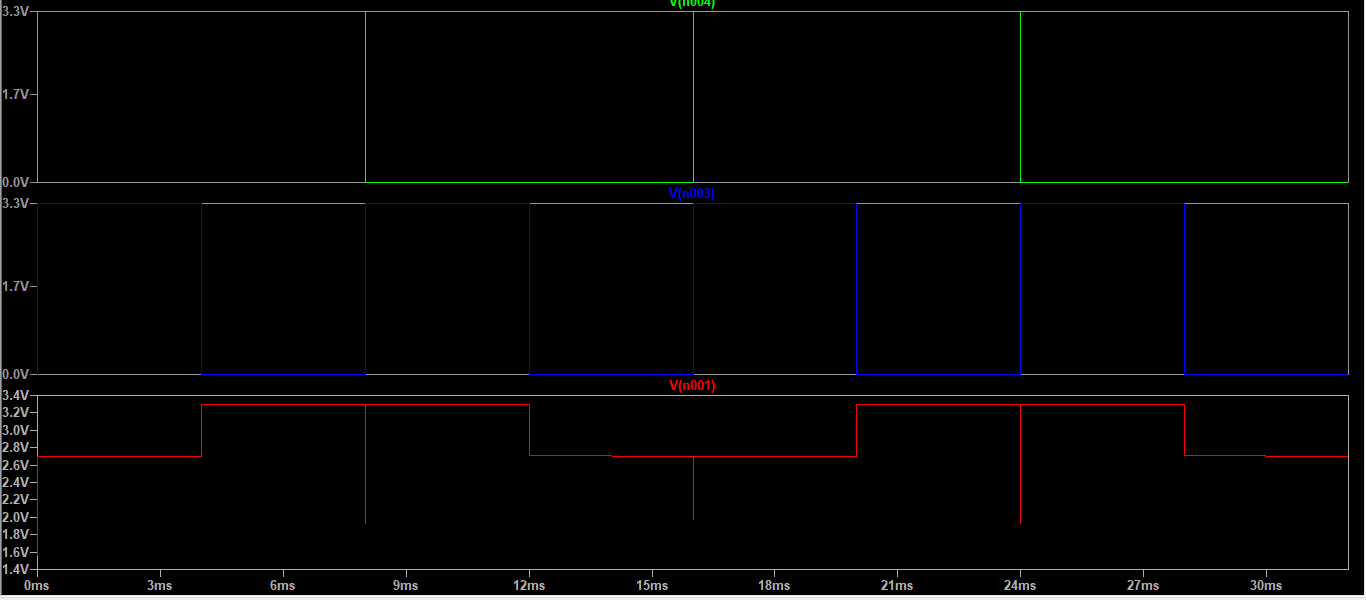 V(n004)
3.3V
1.7V
0.0V
V(n003)
3.3V
1.7V
0.0V
V(n001)
3.4V
3.2V
3.0V
2.8V
2.6V
2.4V
2.2V
2.0V
1.8V
1.6V
1.4V
0ms 3ms 6ms 9ms 12ms 15ms 18ms 21ms 24ms 27ms 30ms